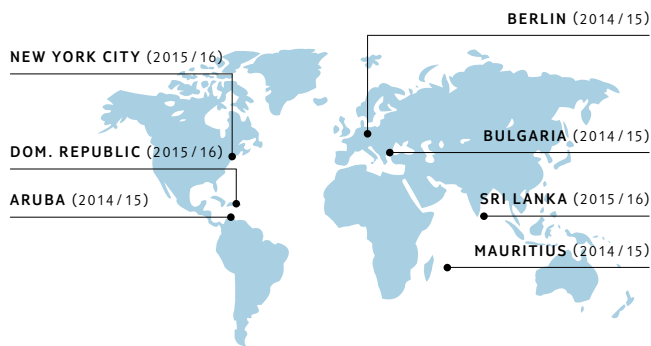 BERLIN (2014/15)
NEW YORK CITY (2015/16)
BULGARIA (2014/15)
DOM. REPUBLIC (2015/16)
ARUBA (2014/15)
SRI LANKA (2015/16)
MAURITIUS (2014/15)